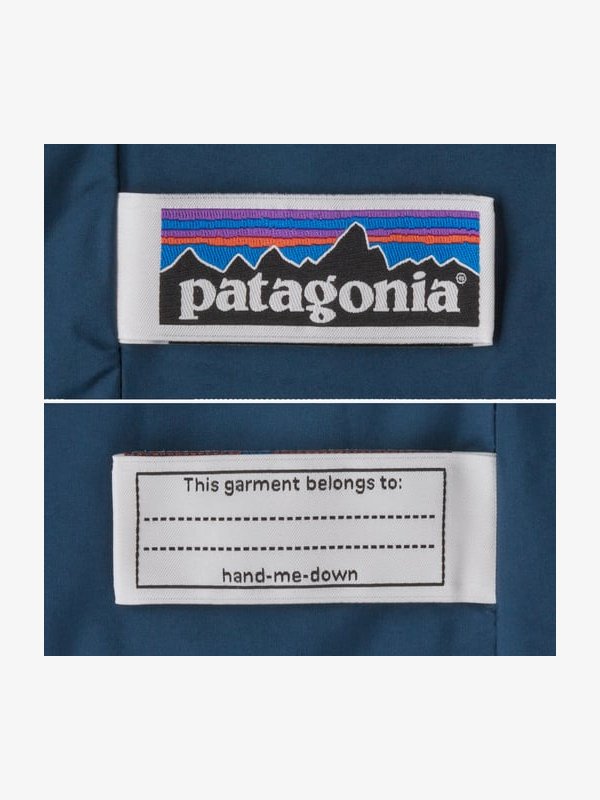 patagonia®
This garment belongs to:
hand-me-down